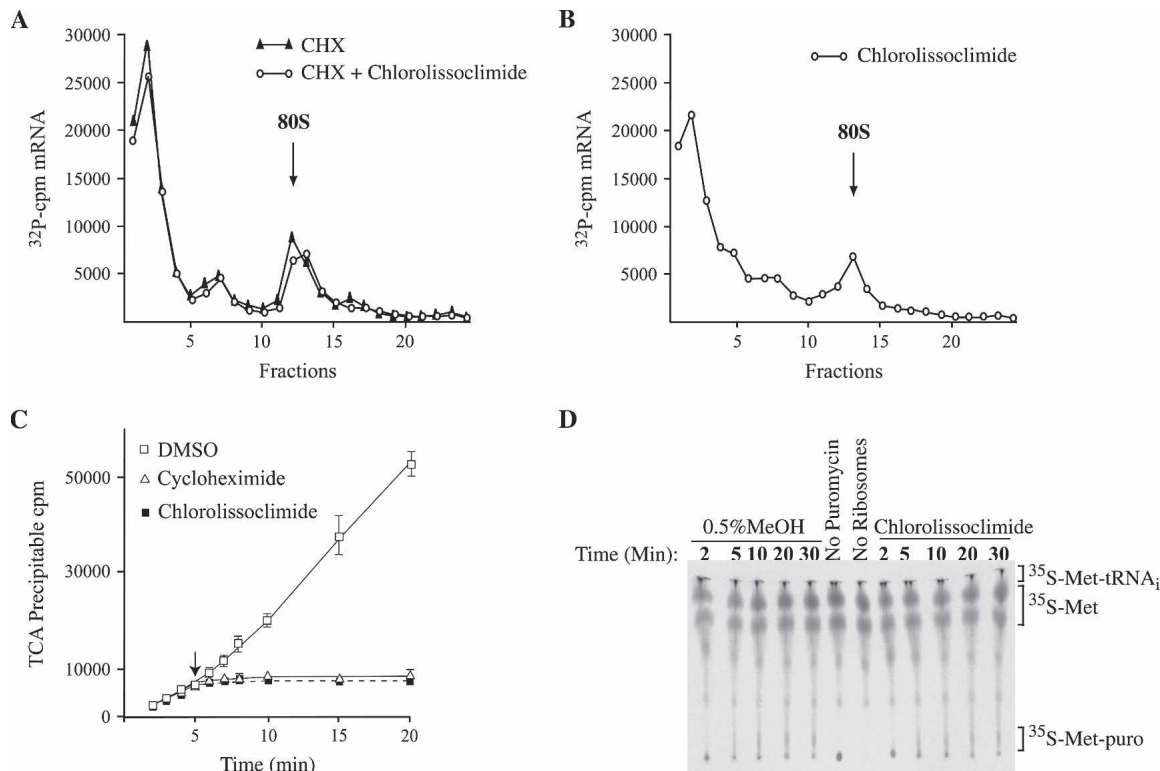 A
30000
25000
20000
15000
10000
5000
³²P-cpm mRNA
CHX
CHX + Chlorolissoclimide
80S
5
10
15
20
Fractions
B
30000
25000
20000
15000
10000
5000
³²P-cpm mRNA
Chlorolissoclimide
80S
5
10
15
20
Fractions
C
DMSO
Cycloheximide
Chlorolissoclimide
50000
30000
10000
0
TCA Precipitable cpm
0
5
10
15
20
Time (min)
D
No Puromycin
No Ribosomes
0.5%MeOH
Chlorolissoclimide
Time (Min): 2 5 10 20 30 2 5 10 20 30
³⁵S-Met-tRNAᵢ
³⁵S-Met
³⁵S-Met-puro